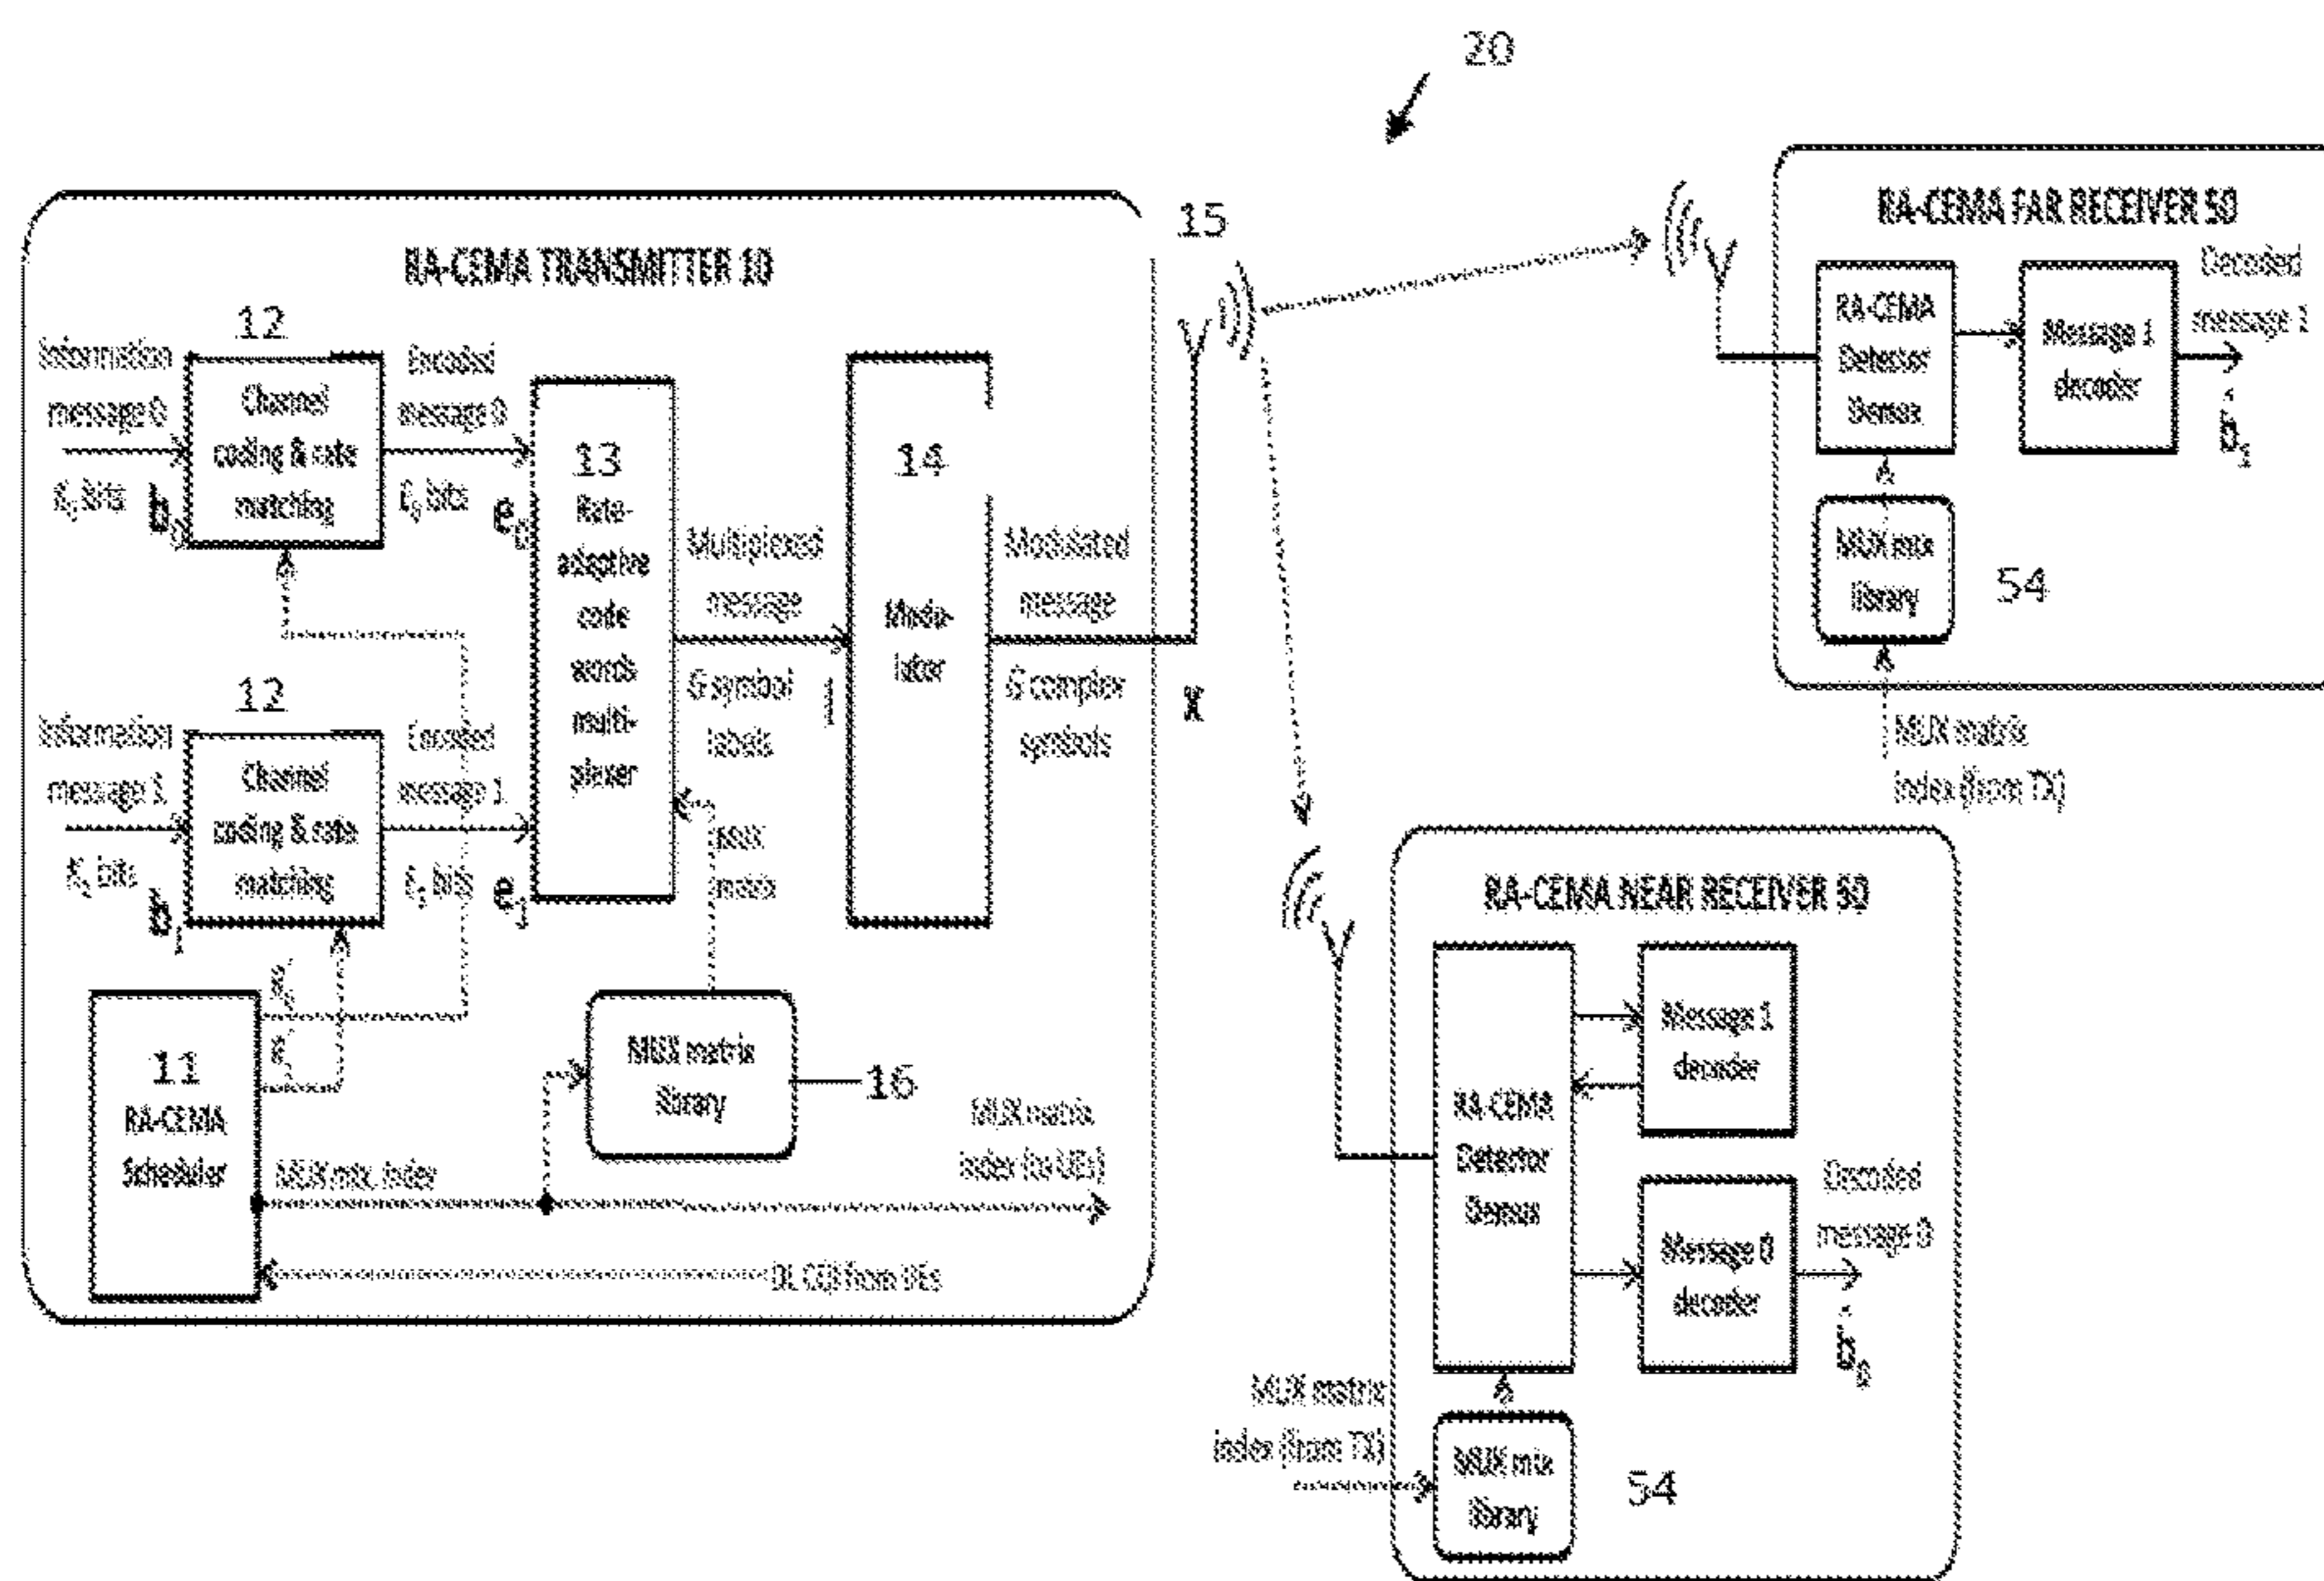 20
15
RA-CEMA TRANSMITTER 10
12
Information
message 0
bits
Channel
coding & rate
matching
Encoded
message 0
bits
13
Rate-
adaptive
code
words
multi-
plexer
Multiplexed
message
G symbol
labels
14
Modu-
lator
Modulated
message
G complex
symbols
x
12
Information
message 1
K₁ bits
b₁
Channel
coding & rate
matching
Encoded
message 1
E₁ bits
e₁
MUX
matrix
11
RA-CEMA
Scheduler
MUX mtx. index
MUX matrix
library
16
MUX matrix
index (to UEs)
DL CQI from UEs
RA-CEMA FAR RECEIVER 50
RA-CEMA
Detector
Demux
Message 1
decoder
Decoded
message 1
b̂₁
MUX mtx
library
54
MUX matrix
index (from TX)
RA-CEMA NEAR RECEIVER 50
RA-CEMA
Detector
Demux
Message 1
decoder
Message 0
decoder
Decoded
message 0
b̂₀
MUX matrix
index (from TX)
MUX mtx
library
54